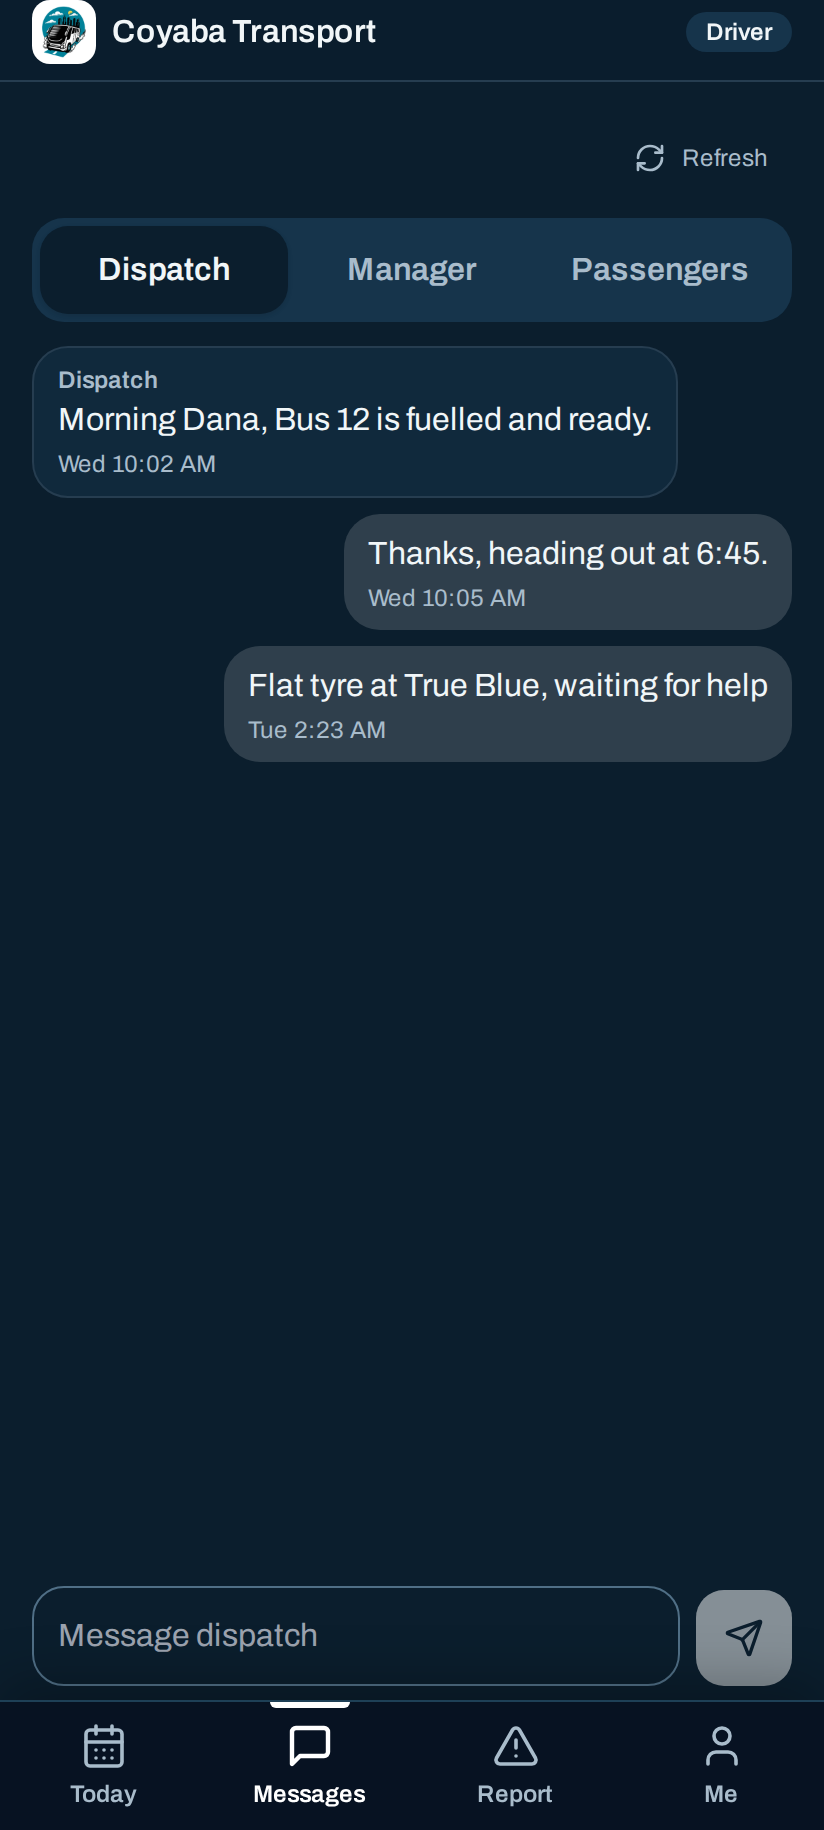 Coyaba Transport
Driver
Refresh
Dispatch
Manager
Passengers
Dispatch
Morning Dana, Bus 12 is fuelled and ready.
Wed 10:02 AM
Thanks, heading out at 6:45.
Wed 10:05 AM
Flat tyre at True Blue, waiting for help
Tue 2:23 AM
Message dispatch
Today
Messages
Report
Me